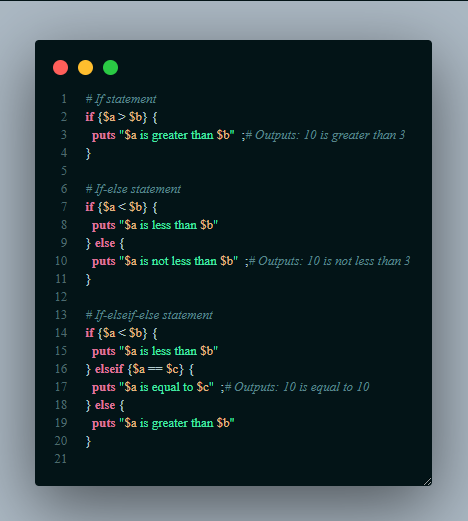 1 # If statement
2 if {$a > $b} {
3 puts "$a is greater than $b" ;# Outputs: 10 is greater than 3
4 }
5
6 # If-else statement
7 if {$a < $b} {
8 puts "$a is less than $b"
9 } else {
10 puts "$a is not less than $b" ;# Outputs: 10 is not less than 3
11 }
12
13 # If-elseif-else statement
14 if {$a < $b} {
15 puts "$a is less than $b"
16 } elseif {$a == $c} {
17 puts "$a is equal to $c" ;# Outputs: 10 is equal to 10
18 } else {
19 puts "$a is greater than $b"
20 }
21